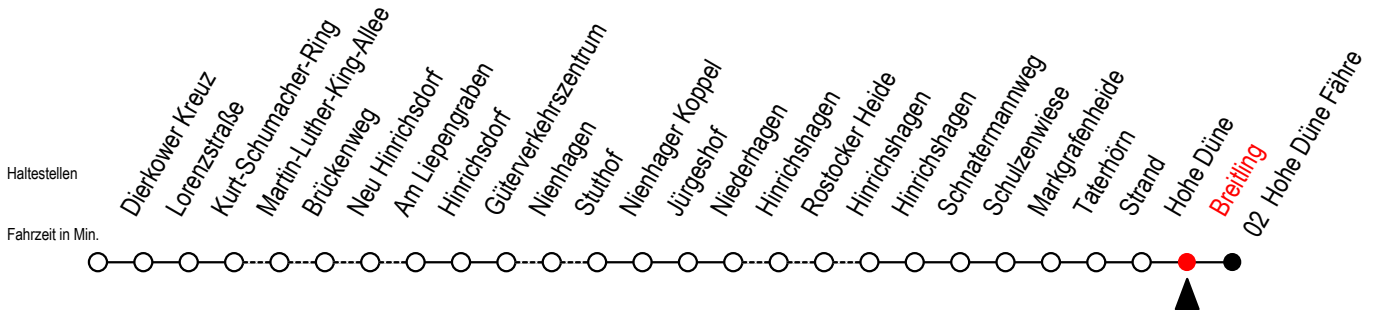 Haltestellen
Dierkower Kreuz
Lorenzstraße
Kurt-Schumacher-Ring
Martin-Luther-King-Allee
Brückenweg
Neu Hinrichsdorf
Am Liepengraben
Hinrichsdorf
Güterverkehrszentrum
Nienhagen
Stuthof
Nienhager Koppel
Jürgeshof
Niederhagen
Hinrichshagen
Rostocker Heide
Hinrichshagen
Hinrichshagen
Schnatermannweg
Schulzenwiese
Markgrafenheide
Taterhörn
Strand
Hohe Düne
Breitling
02 Hohe Düne Fähre
Fahrzeit in Min.